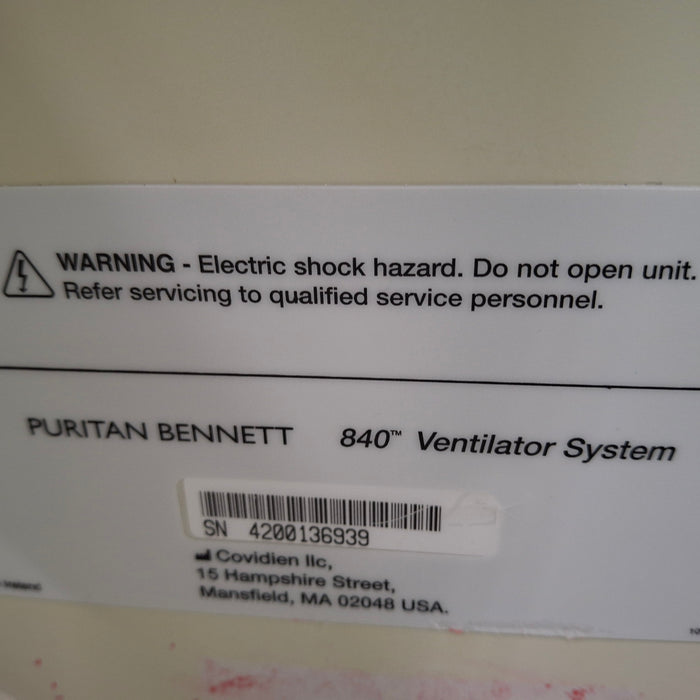 WARNING - Electric shock hazard. Do not open unit.
Refer servicing to qualified service personnel.
PURITAN BENNETT 840™ Ventilator System
SN 4200136939
Covidien llc,
15 Hampshire Street,
Mansfield, MA 02048 USA.